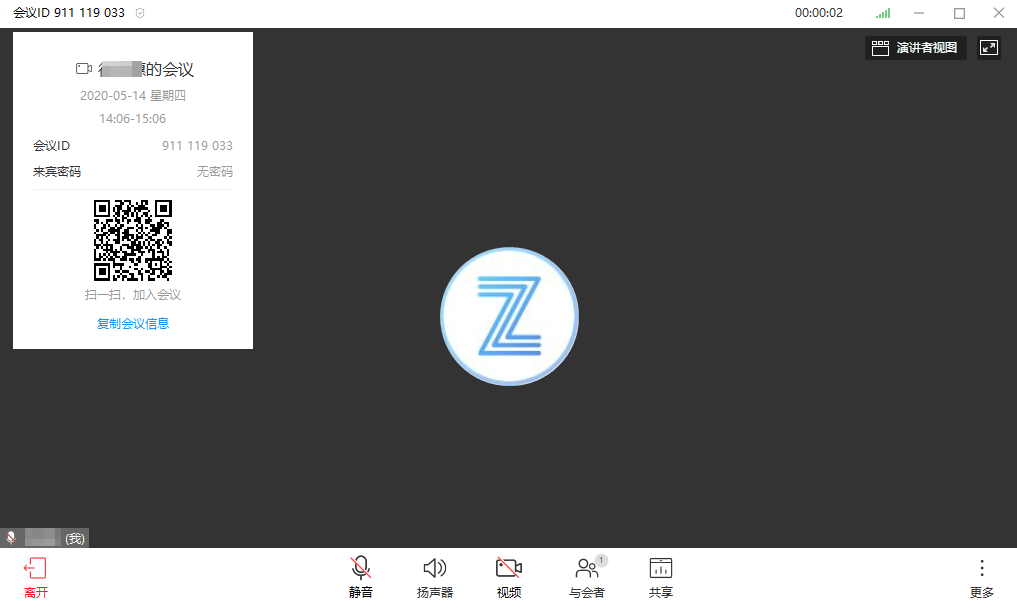 会议ID 911 119 033
00:00:02
演讲者视图
惠的会议
2020-05-14 星期四
14:06-15:06
会议ID 911 119 033
来宾密码 无密码
扫一扫，加入会议
复制会议信息
Z
(我)
离开
静音
扬声器
视频
1
与会者
共享
更多